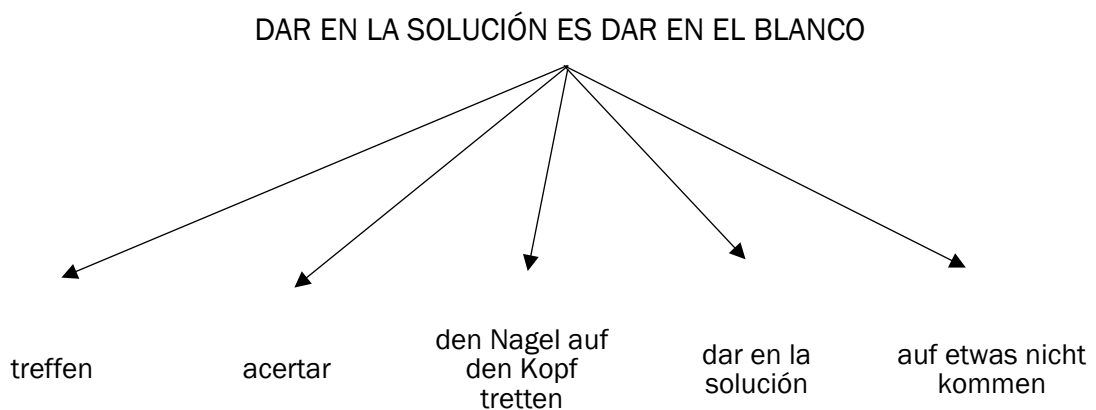 DAR EN LA SOLUCIÓN ES DAR EN EL BLANCO
treffen
acertar
den Nagel auf
den Kopf
tretten
dar en la
solución
auf etwas nicht
kommen